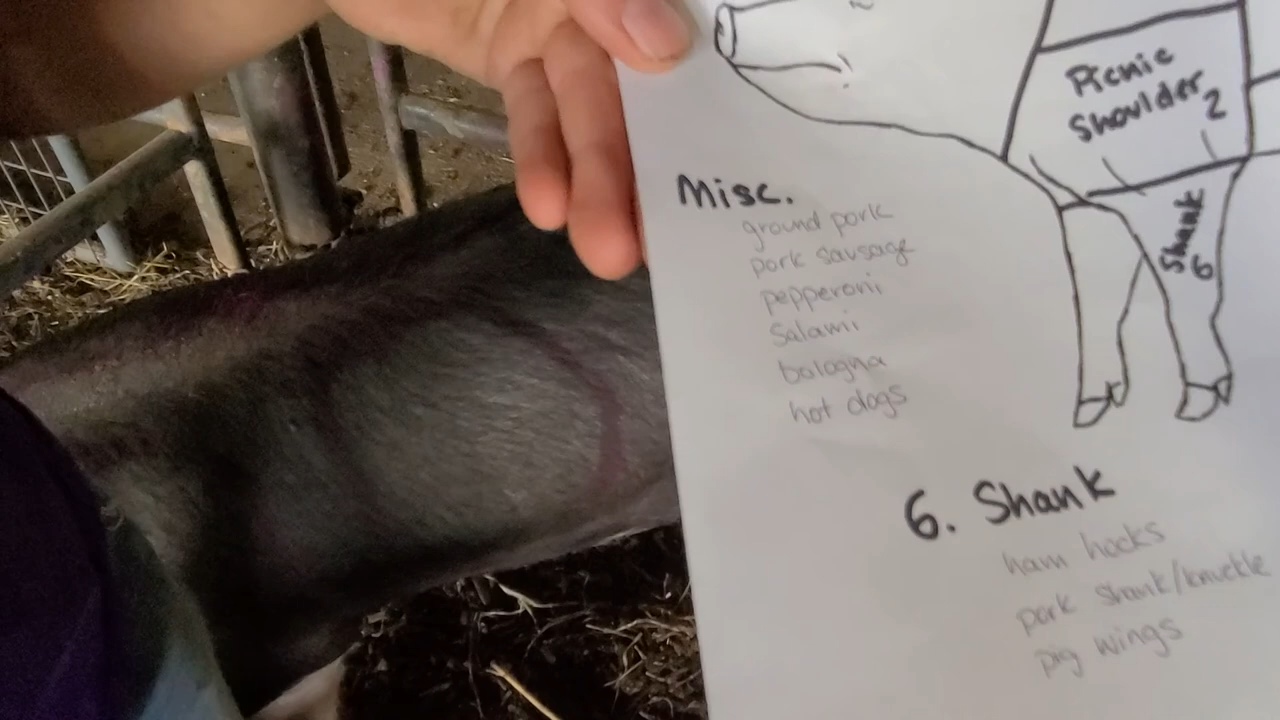 Picnic
Shoulder
2
Shank
6
Misc.
ground pork
pork sausage
pepperoni
Salami
bologna
hot dogs
6. Shank
ham hocks
pork shank/knuckle
pig wings